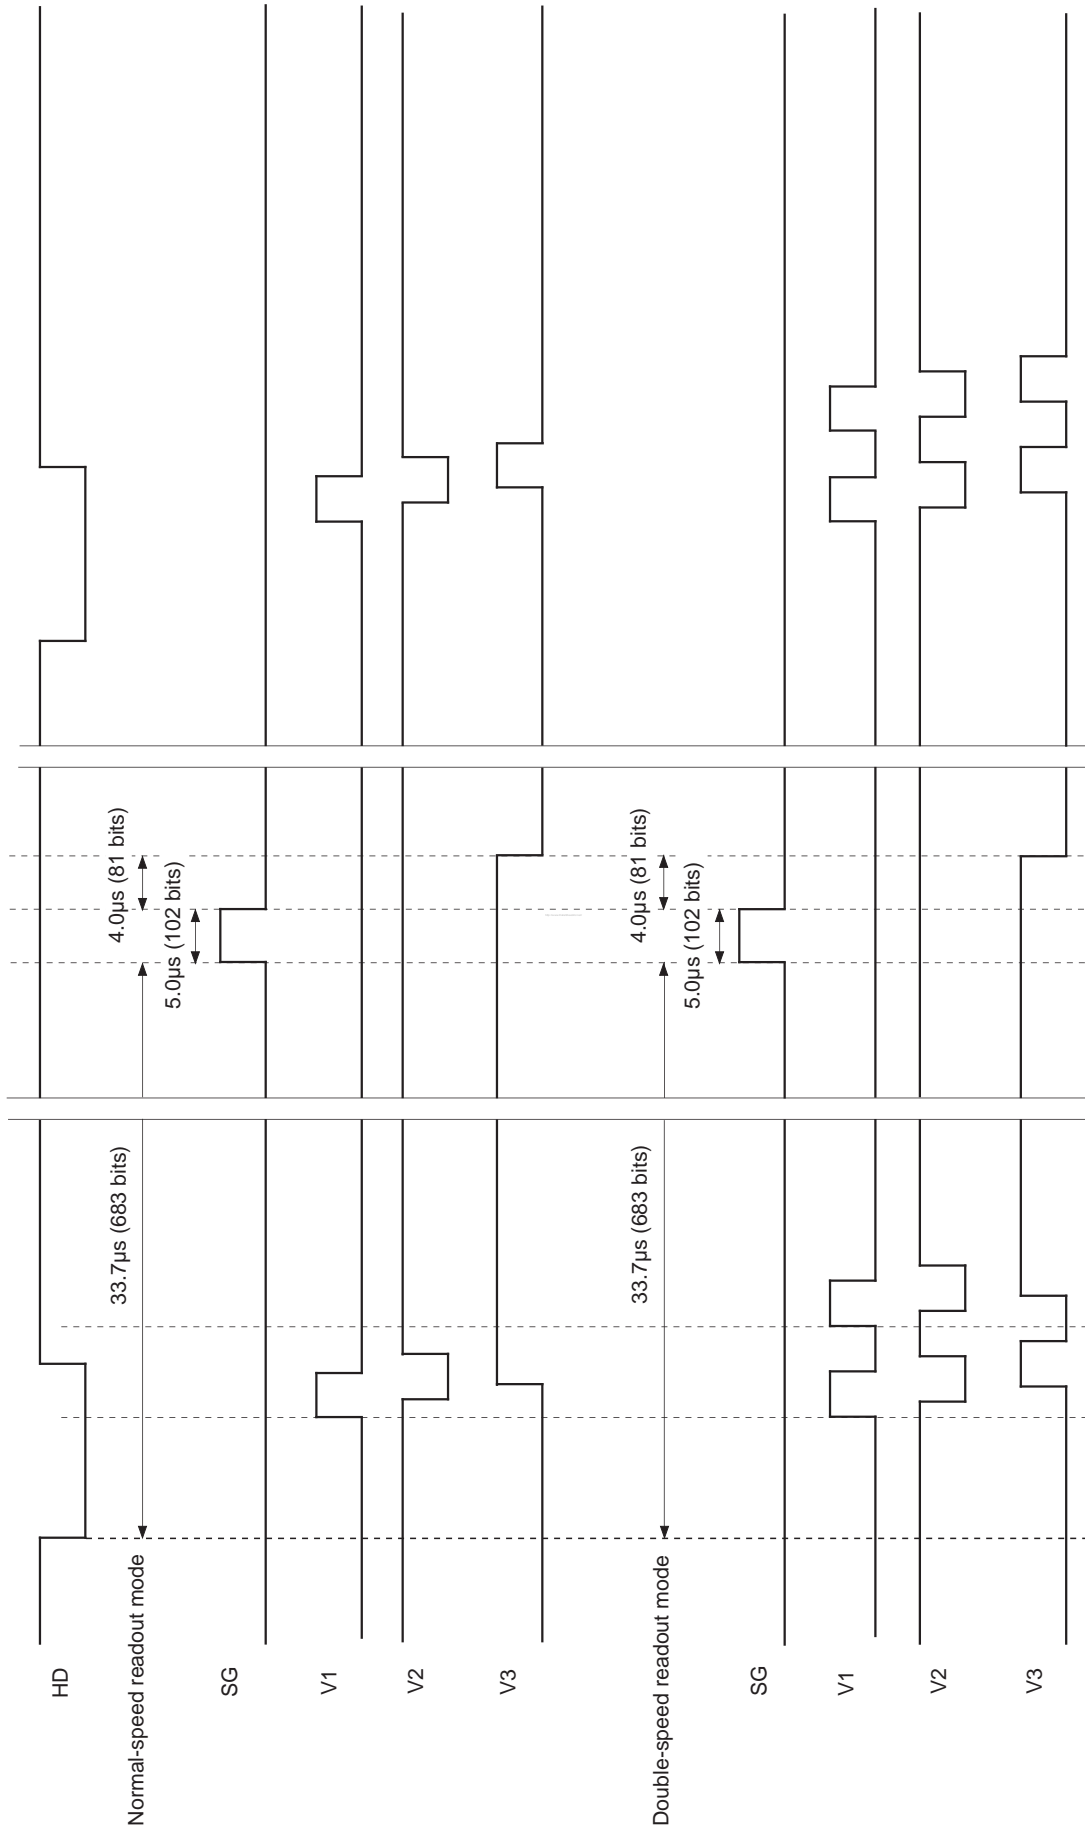 HD
Normal-speed readout mode
33.7µs (683 bits)
5.0µs (102 bits)
4.0µs (81 bits)
SG
V1
V2
V3
Double-speed readout mode
33.7µs (683 bits)
5.0µs (102 bits)
4.0µs (81 bits)
SG
V1
V2
V3